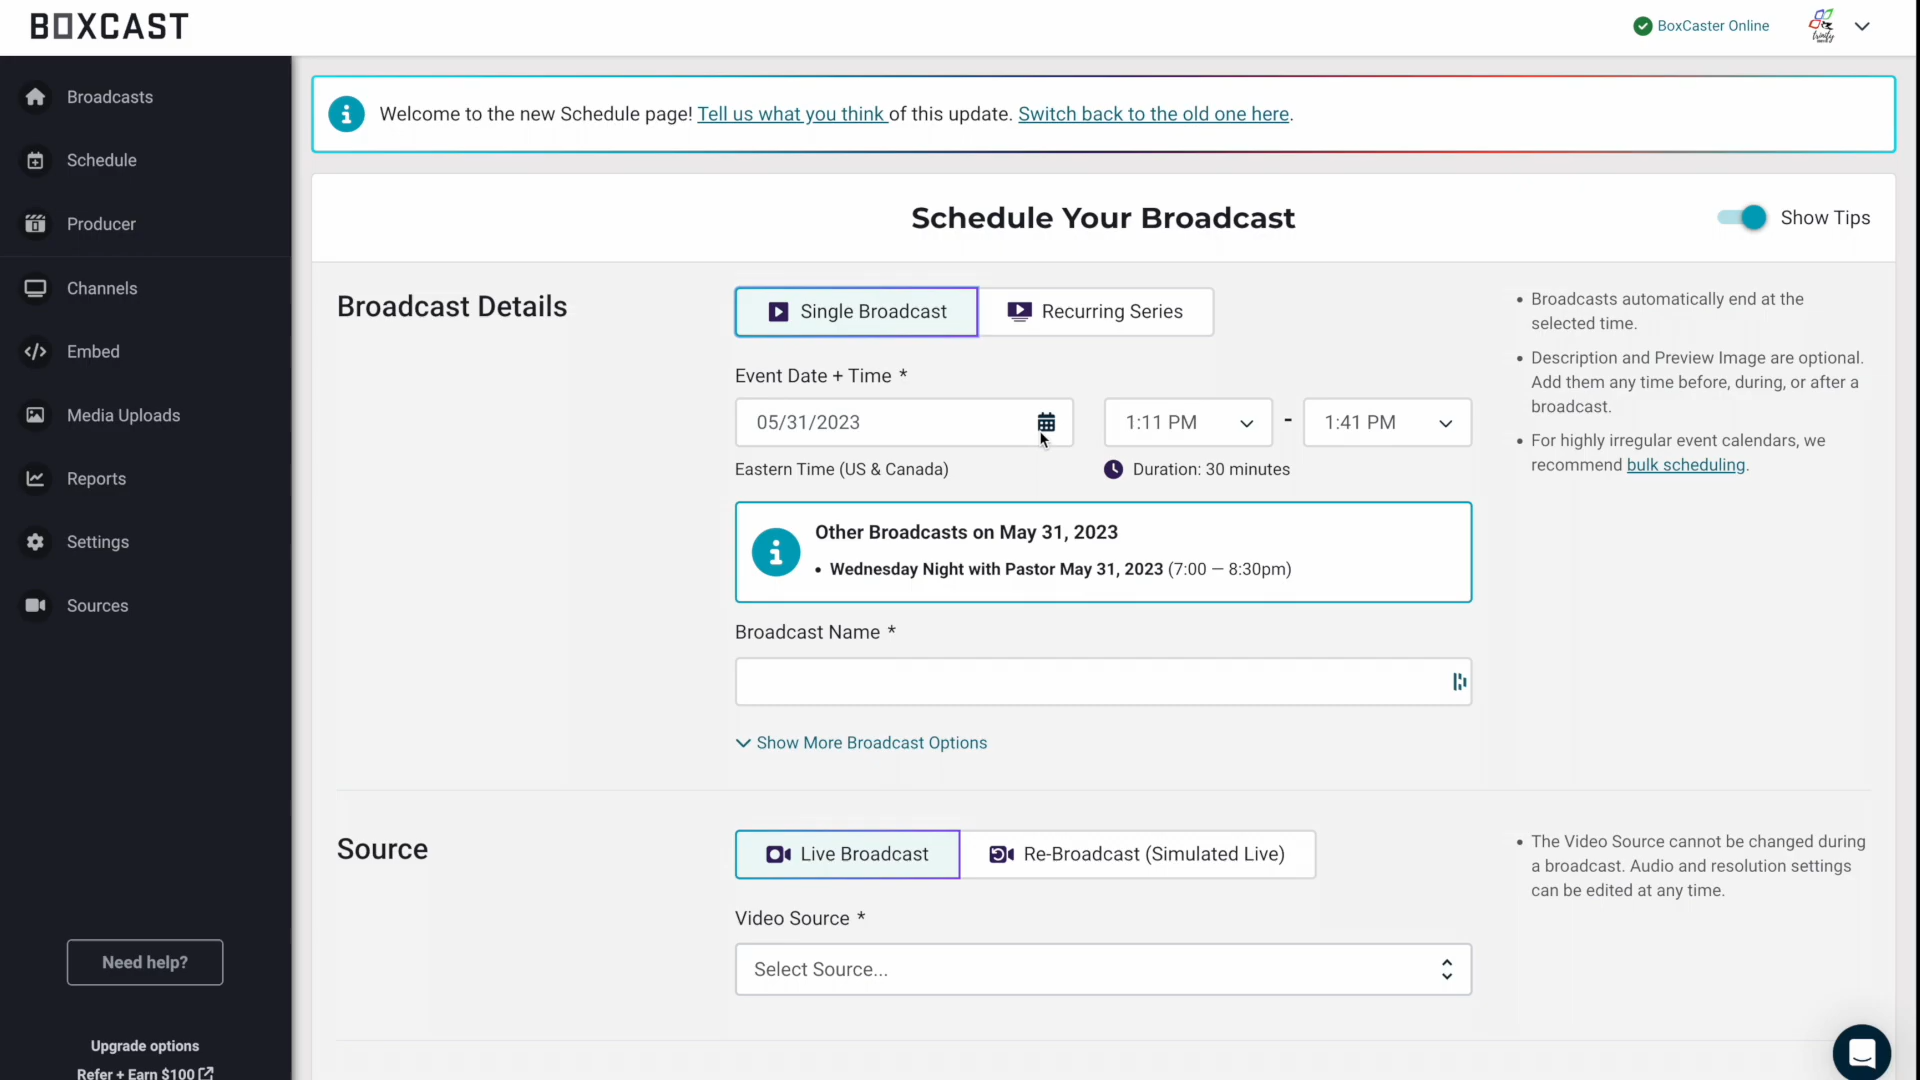 BOXCAST
BoxCaster Online
trinity
Broadcasts
Schedule
Producer
Channels
Embed
Media Uploads
Reports
Settings
Sources
Need help?
Upgrade options
Refer + Earn $100
Welcome to the new Schedule page! Tell us what you think of this update. Switch back to the old one here.
Schedule Your Broadcast
Show Tips
Broadcast Details
Single Broadcast
Recurring Series
Event Date + Time *
05/31/2023
1:11 PM
-
1:41 PM
Eastern Time (US & Canada)
Duration: 30 minutes
Other Broadcasts on May 31, 2023
• Wednesday Night with Pastor May 31, 2023 (7:00 — 8:30pm)
Broadcast Name *
Show More Broadcast Options
• Broadcasts automatically end at the
selected time.
• Description and Preview Image are optional.
Add them any time before, during, or after a
broadcast.
• For highly irregular event calendars, we
recommend bulk scheduling.
Source
Live Broadcast
Re-Broadcast (Simulated Live)
Video Source *
Select Source...
• The Video Source cannot be changed during
a broadcast. Audio and resolution settings
can be edited at any time.